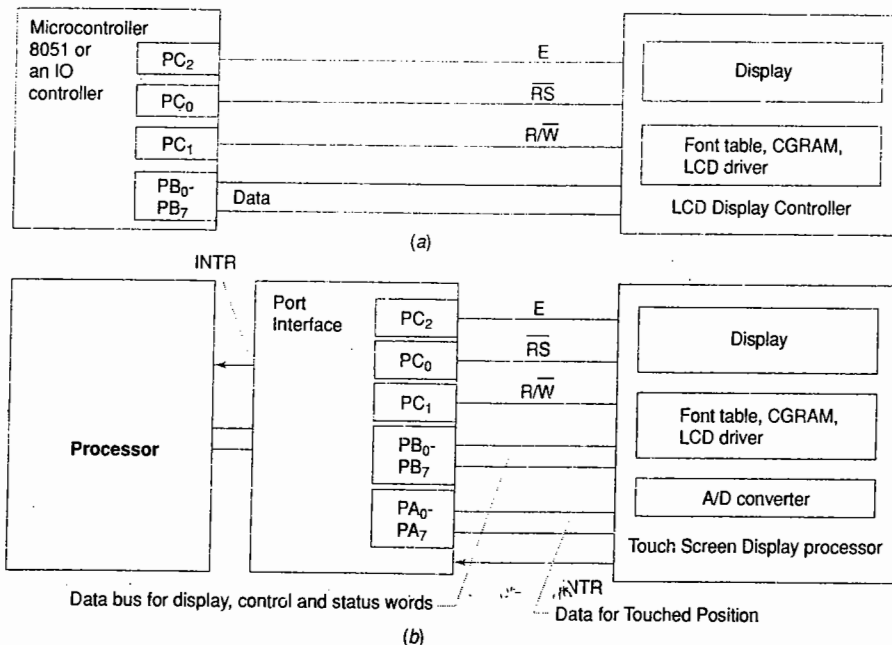 Microcontroller
8051 or
an IO
controller
PC₂
PC₀
PC₁
PB₀-
PB₇
E
R̅S̅
R/W̅
Data
Display
Font table, CGRAM,
LCD driver
LCD Display Controller
(a)
INTR
Processor
Port
Interface
PC₂
PC₀
PC₁
PB₀-
PB₇
PA₀-
PA₇
E
R̅S̅
R/W̅
Display
Font table, CGRAM,
LCD driver
A/D converter
Touch Screen Display processor
INTR
Data bus for display, control and status words
Data for Touched Position
(b)